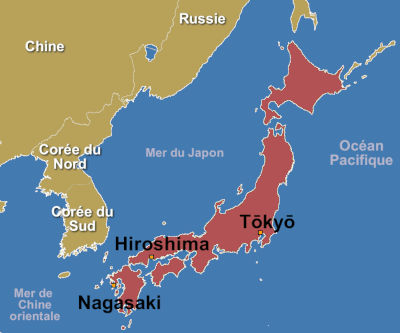 Russie
Chine
Corée du
Nord
Mer du Japon
Océan
Pacifique
Corée du
Sud
Tōkyō
Hiroshima
Mer de
Chine
orientale
Nagasaki